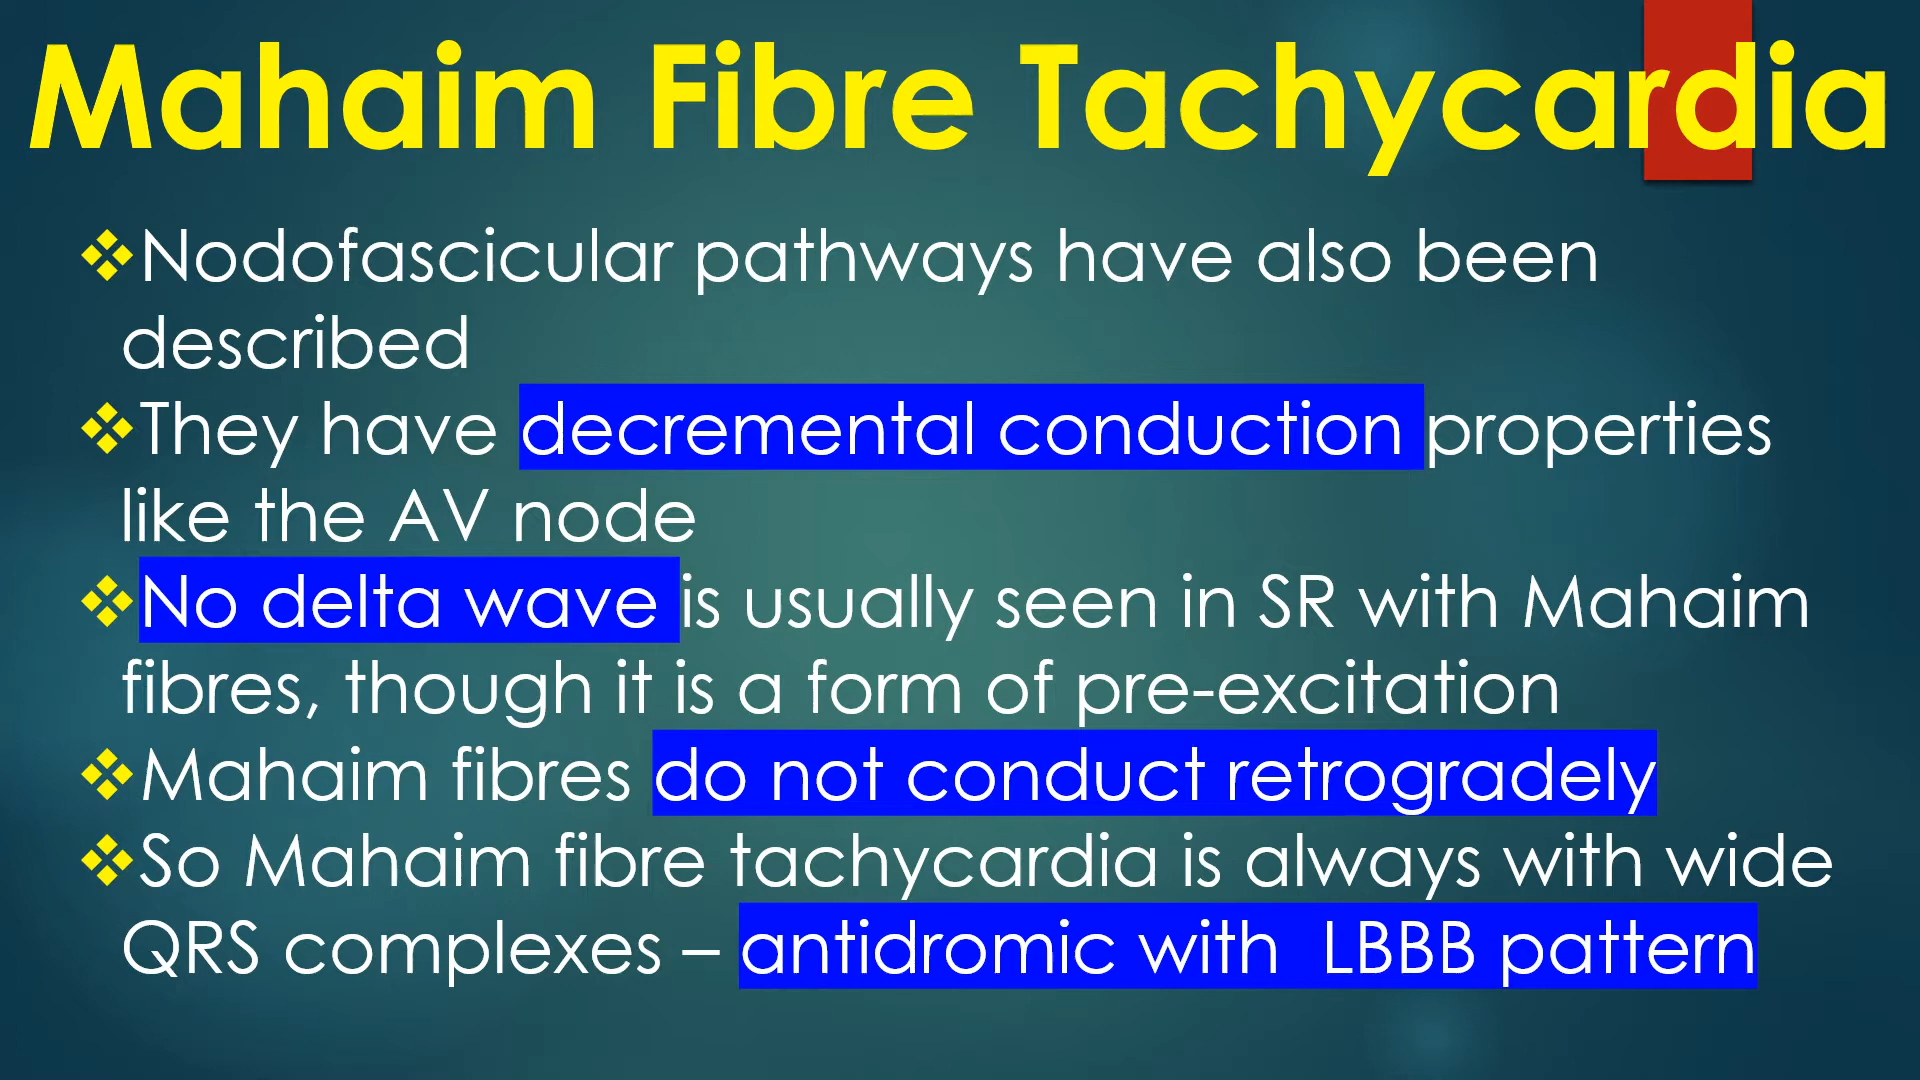 Mahaim Fibre Tachycardia
❖Nodofascicular pathways have also been
described
❖They have decremental conduction properties
like the AV node
❖No delta wave is usually seen in SR with Mahaim
fibres, though it is a form of pre-excitation
❖Mahaim fibres do not conduct retrogradely
❖So Mahaim fibre tachycardia is always with wide
QRS complexes – antidromic with  LBBB pattern